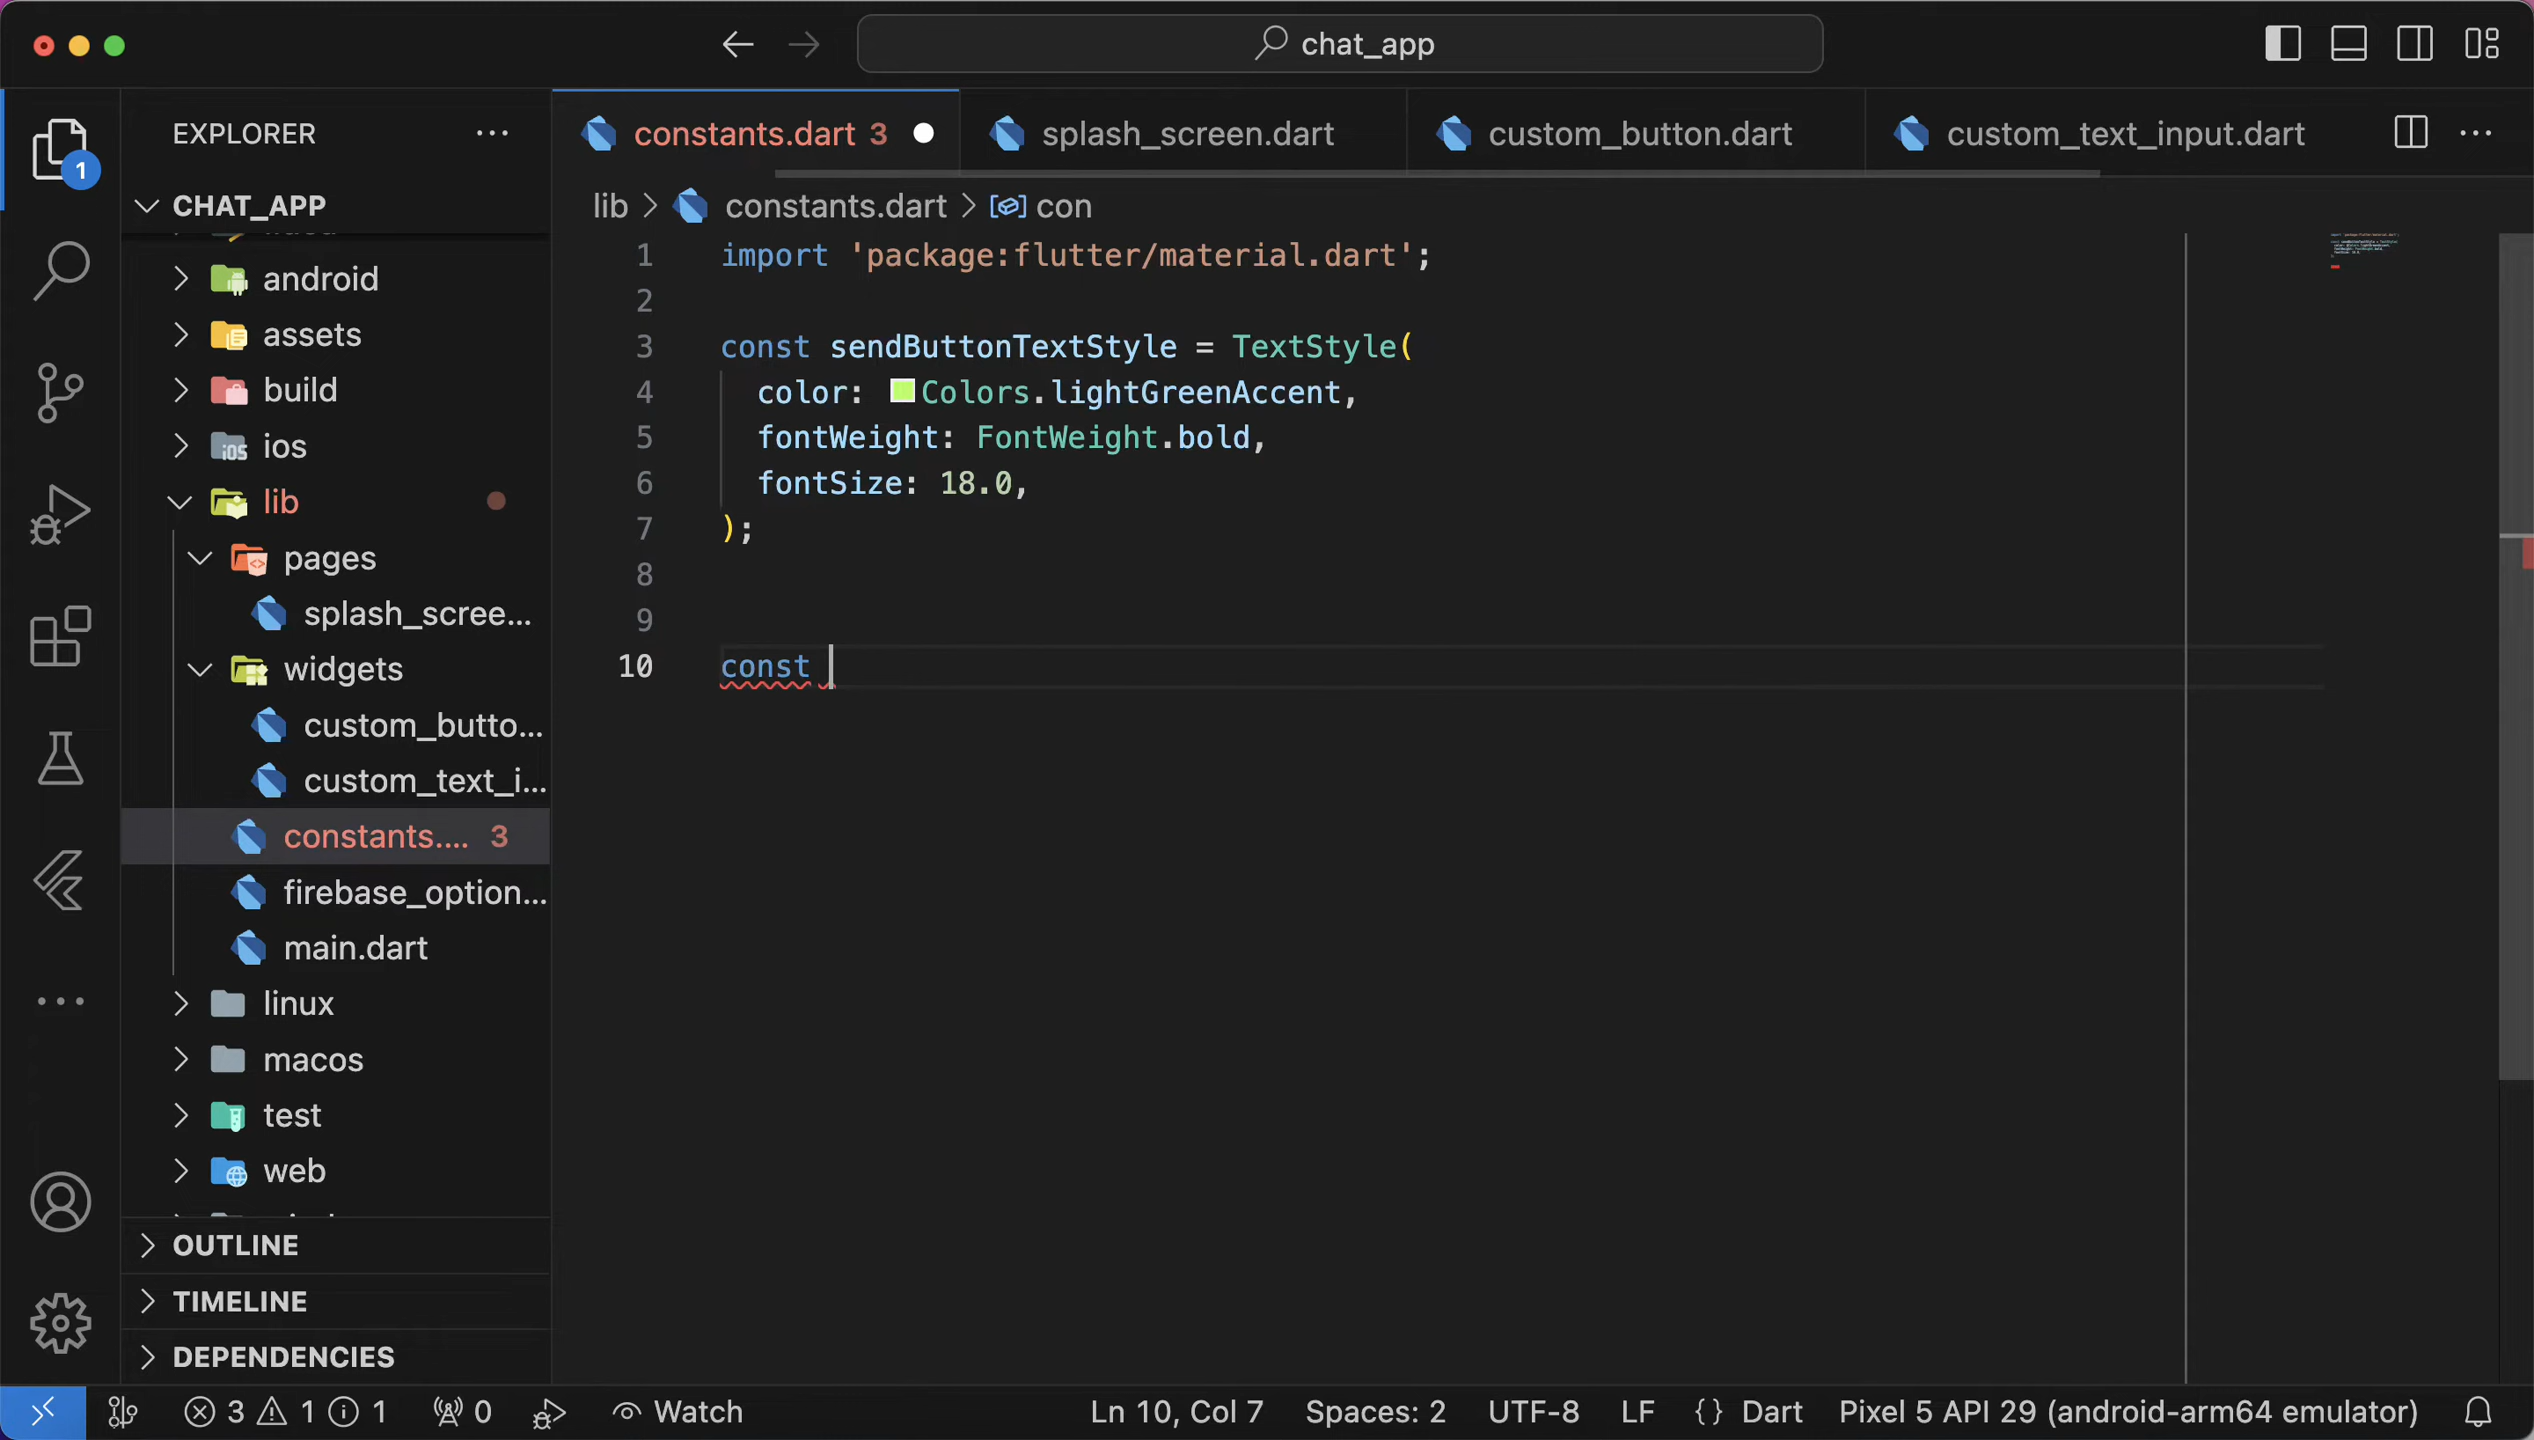 chat_app
1
EXPLORER
CHAT_APP
android
assets
build
ios
lib
pages
splash_scree...
widgets
custom_butto...
custom_text_i...
constants.... 3
firebase_option...
main.dart
linux
macos
test
web
OUTLINE
TIMELINE
DEPENDENCIES
constants.dart 3
splash_screen.dart
custom_button.dart
custom_text_input.dart
lib > constants.dart > con
1 import 'package:flutter/material.dart';
2
3 const sendButtonTextStyle = TextStyle(
4 color: Colors.lightGreenAccent,
5 fontWeight: FontWeight.bold,
6 fontSize: 18.0,
7 );
8
9
10 const
3 1 1 0 Watch Ln 10, Col 7 Spaces: 2 UTF-8 LF {} Dart Pixel 5 API 29 (android-arm64 emulator)